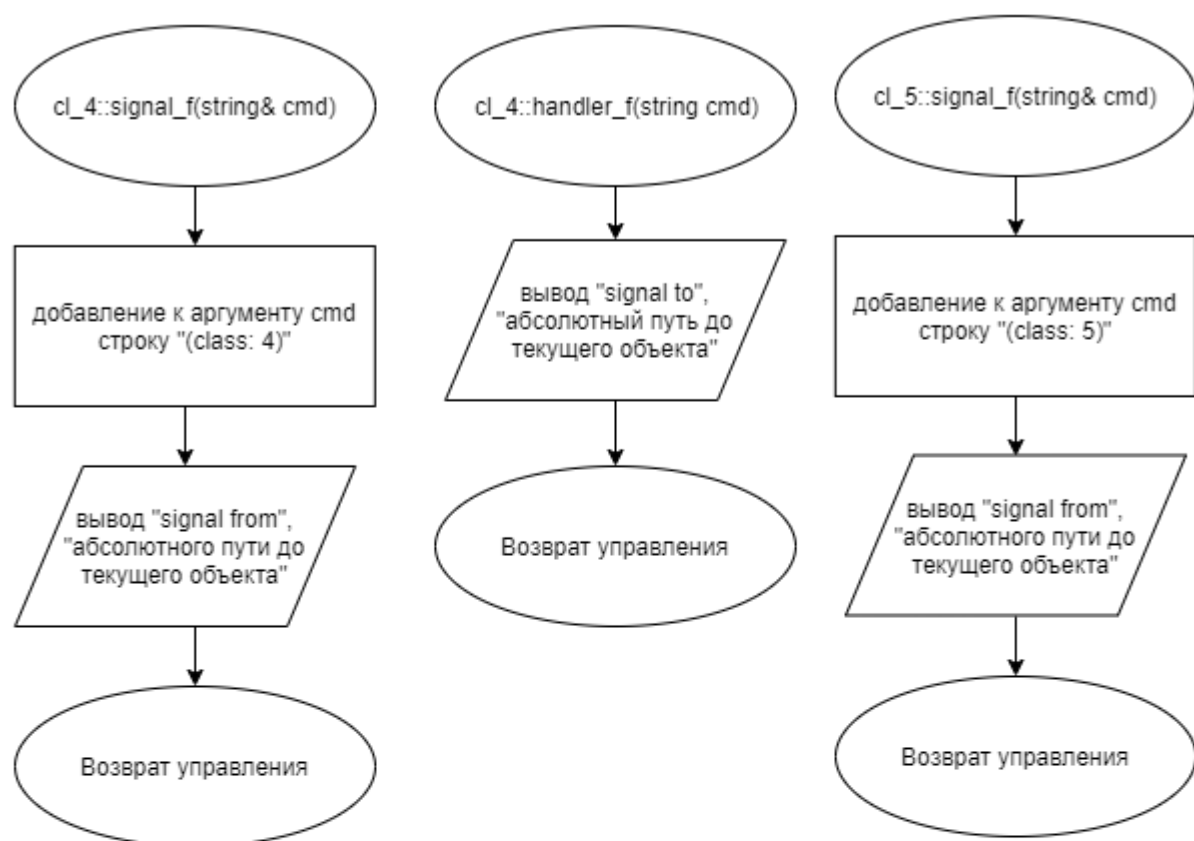 cl_4::signal_f(string& cmd)
добавление к аргументу cmd
строку "(class: 4)"
вывод "signal from",
"абсолютного пути до
текущего объекта"
Возврат управления
cl_4::handler_f(string cmd)
вывод "signal to",
"абсолютный путь до
текущего объекта"
Возврат управления
cl_5::signal_f(string& cmd)
добавление к аргументу cmd
строку "(class: 5)"
вывод "signal from",
"абсолютного пути до
текущего объекта"
Возврат управления